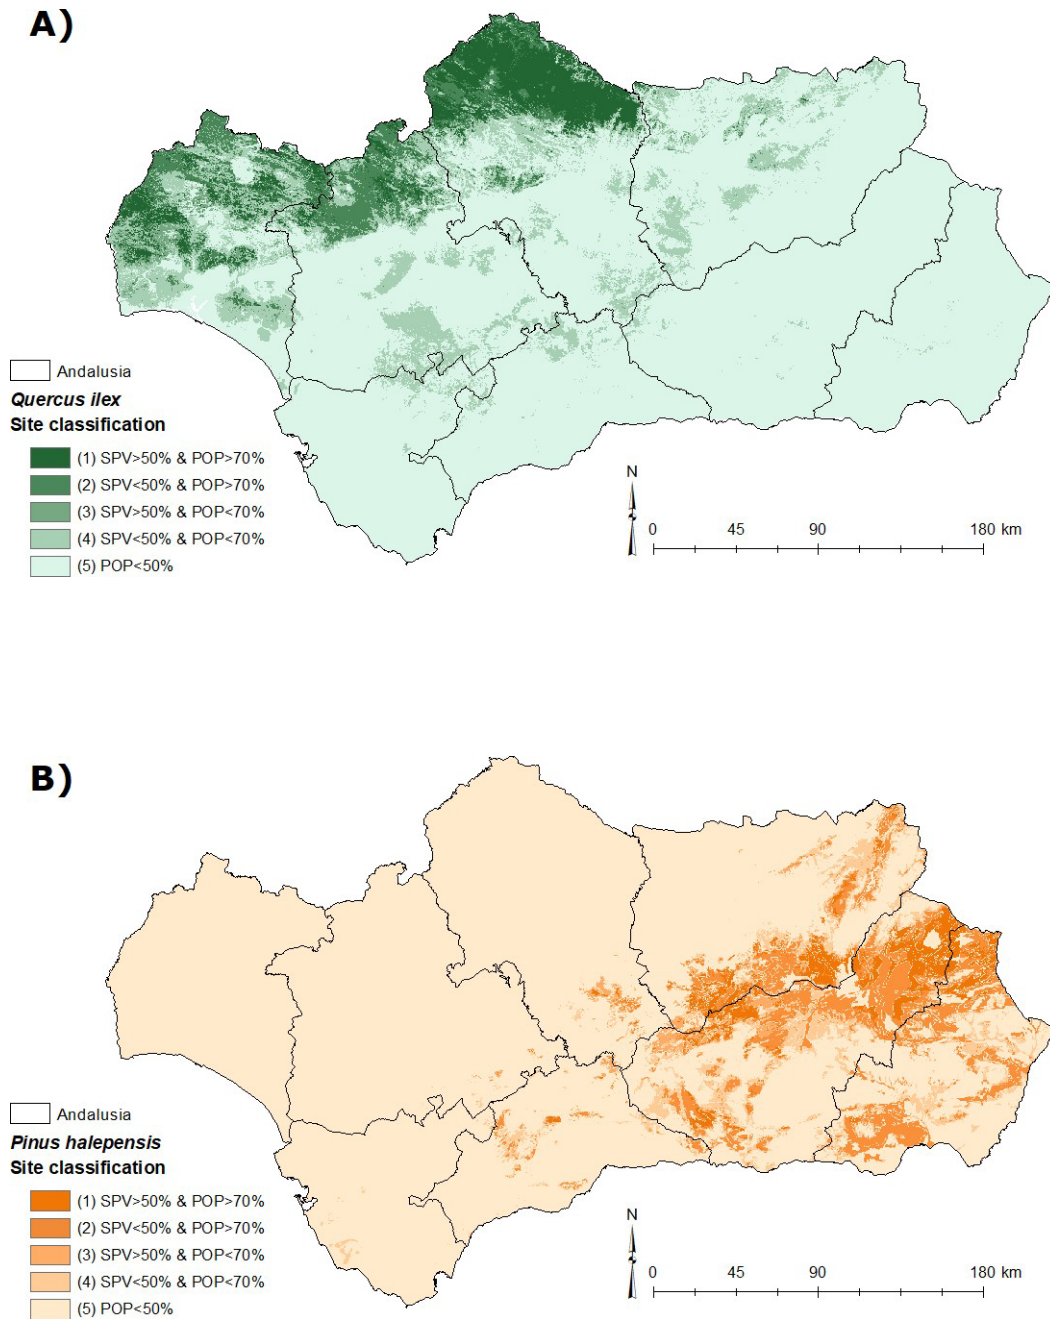 A)
Andalusia
Quercus ilex
Site classification
(1) SPV>50% & POP>70%
(2) SPV<50% & POP>70%
(3) SPV>50% & POP<70%
(4) SPV<50% & POP<70%
(5) POP<50%
N
0 45 90 180 km
B)
Andalusia
Pinus halepensis
Site classification
(1) SPV>50% & POP>70%
(2) SPV<50% & POP>70%
(3) SPV>50% & POP<70%
(4) SPV<50% & POP<70%
(5) POP<50%
N
0 45 90 180 km